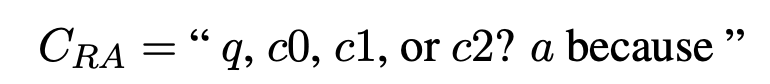 C_{RA} = “ q, c0, c1, or c2? a because ”